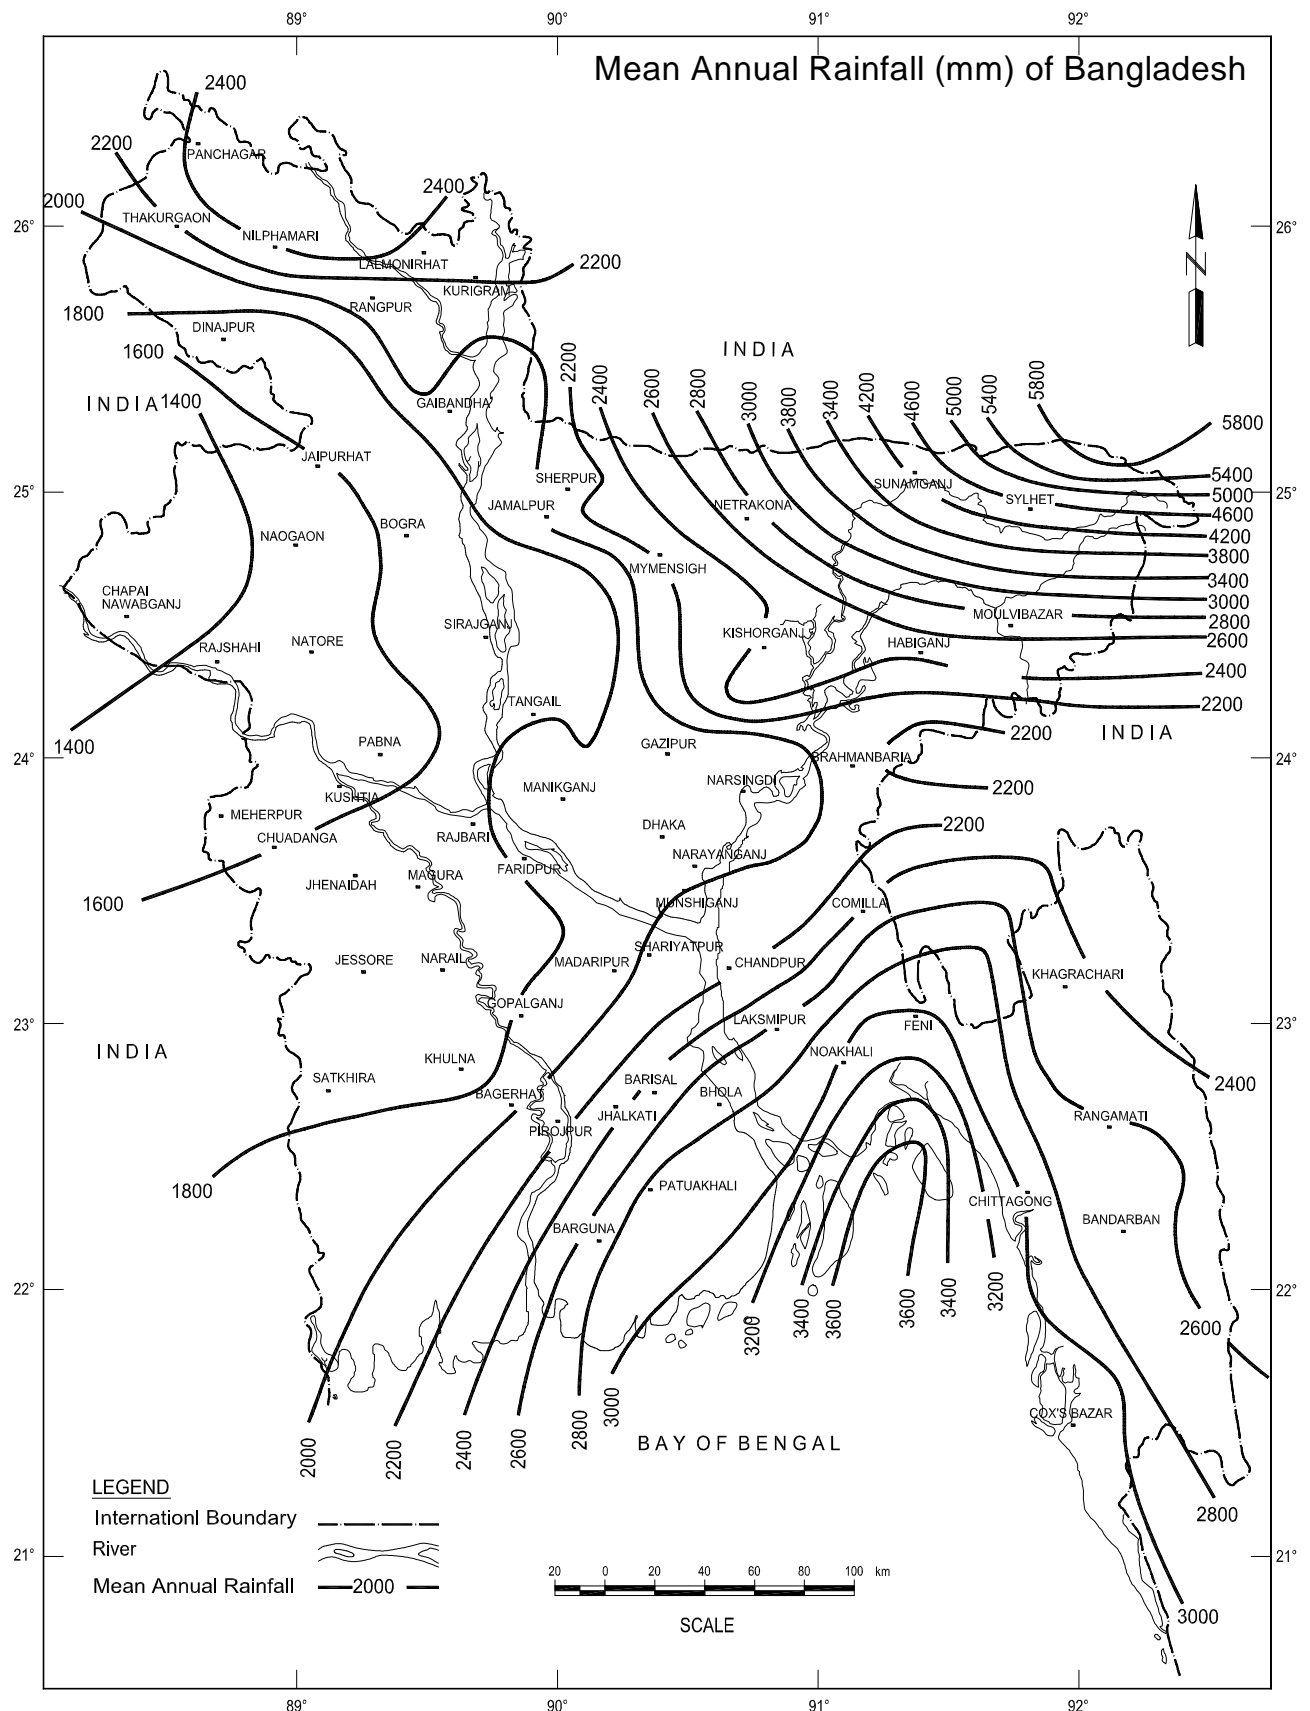 89°
90°
91°
92°
Mean Annual Rainfall (mm) of Bangladesh
2400
2200
PANCHAGAR
2400
2000
THAKURGAON
26°
26°
NILPHAMARI
LALMONIRHAT
2200
KURIGRAM
RANGPUR
1800
DINAJPUR
1600
N
INDIA
INDIA
1400
2200
2400
2600
2800
3000
3800
3400
4200
4600
5000
5400
5800
5800
GAIBANDHA
JAIPURHAT
SHERPUR
5400
SUNAMGANJ
25°
25°
5000
SYLHET
JAMALPUR
NETRAKONA
4600
BOGRA
4200
NAOGAON
3800
MYMENSIGH
3400
CHAPAI
NAWABGANJ
3000
MOULVIBAZAR
2800
SIRAJGANJ
KISHORGANJ
NATORE
RAJSHAHI
HABIGANJ
2600
2400
TANGAIL
2200
1400
PABNA
GAZIPUR
2200
INDIA
24°
24°
BRAHMANBARIA
MANIKGANJ
NARSINGDI
2200
KUSHTIA
MEHERPUR
DHAKA
2200
CHUADANGA
RAJBARI
NARAYANGANJ
FARIDPUR
MAGURA
JHENAIDAH
1600
MUNSHIGANJ
COMILLA
SHARIYATPUR
JESSORE
NARAIL
MADARIPUR
CHANDPUR
KHAGRACHARI
GOPALGANJ
23°
23°
LAKSMIPUR
FENI
INDIA
NOAKHALI
KHULNA
SATKHIRA
BARISAL
2400
BAGERHAT
BHOLA
JHALKATI
RANGAMATI
PIROJPUR
1800
PATUAKHALI
CHITTAGONG
BARGUNA
BANDARBAN
22°
22°
3200
3400
3600
3600
3400
3200
2600
2000
2200
2400
2600
2800
3000
COX'S BAZAR
BAY OF BENGAL
LEGEND
2800
Internationl Boundary
River
21°
21°
20 0 20 40 60 80 100 km
Mean Annual Rainfall 2000
3000
SCALE
89°
90°
91°
92°